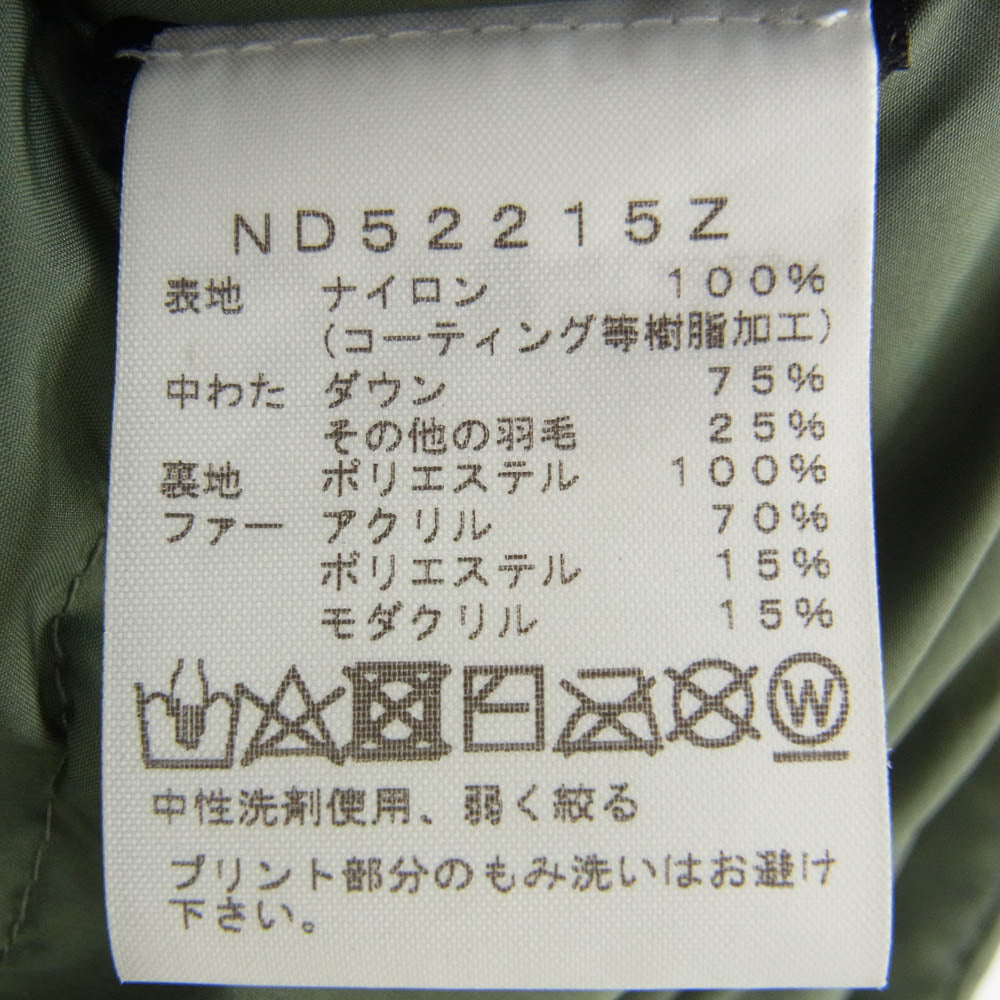 ND52215Z
表地 ナイロン 100%
(コーティング等樹脂加工)
中わた ダウン 75%
その他の羽毛 25%
裏地 ポリエステル 100%
ファー アクリル 70%
ポリエステル 15%
モダクリル 15%
W
中性洗剤使用、弱く絞る
プリント部分のもみ洗いはお避け
下さい。